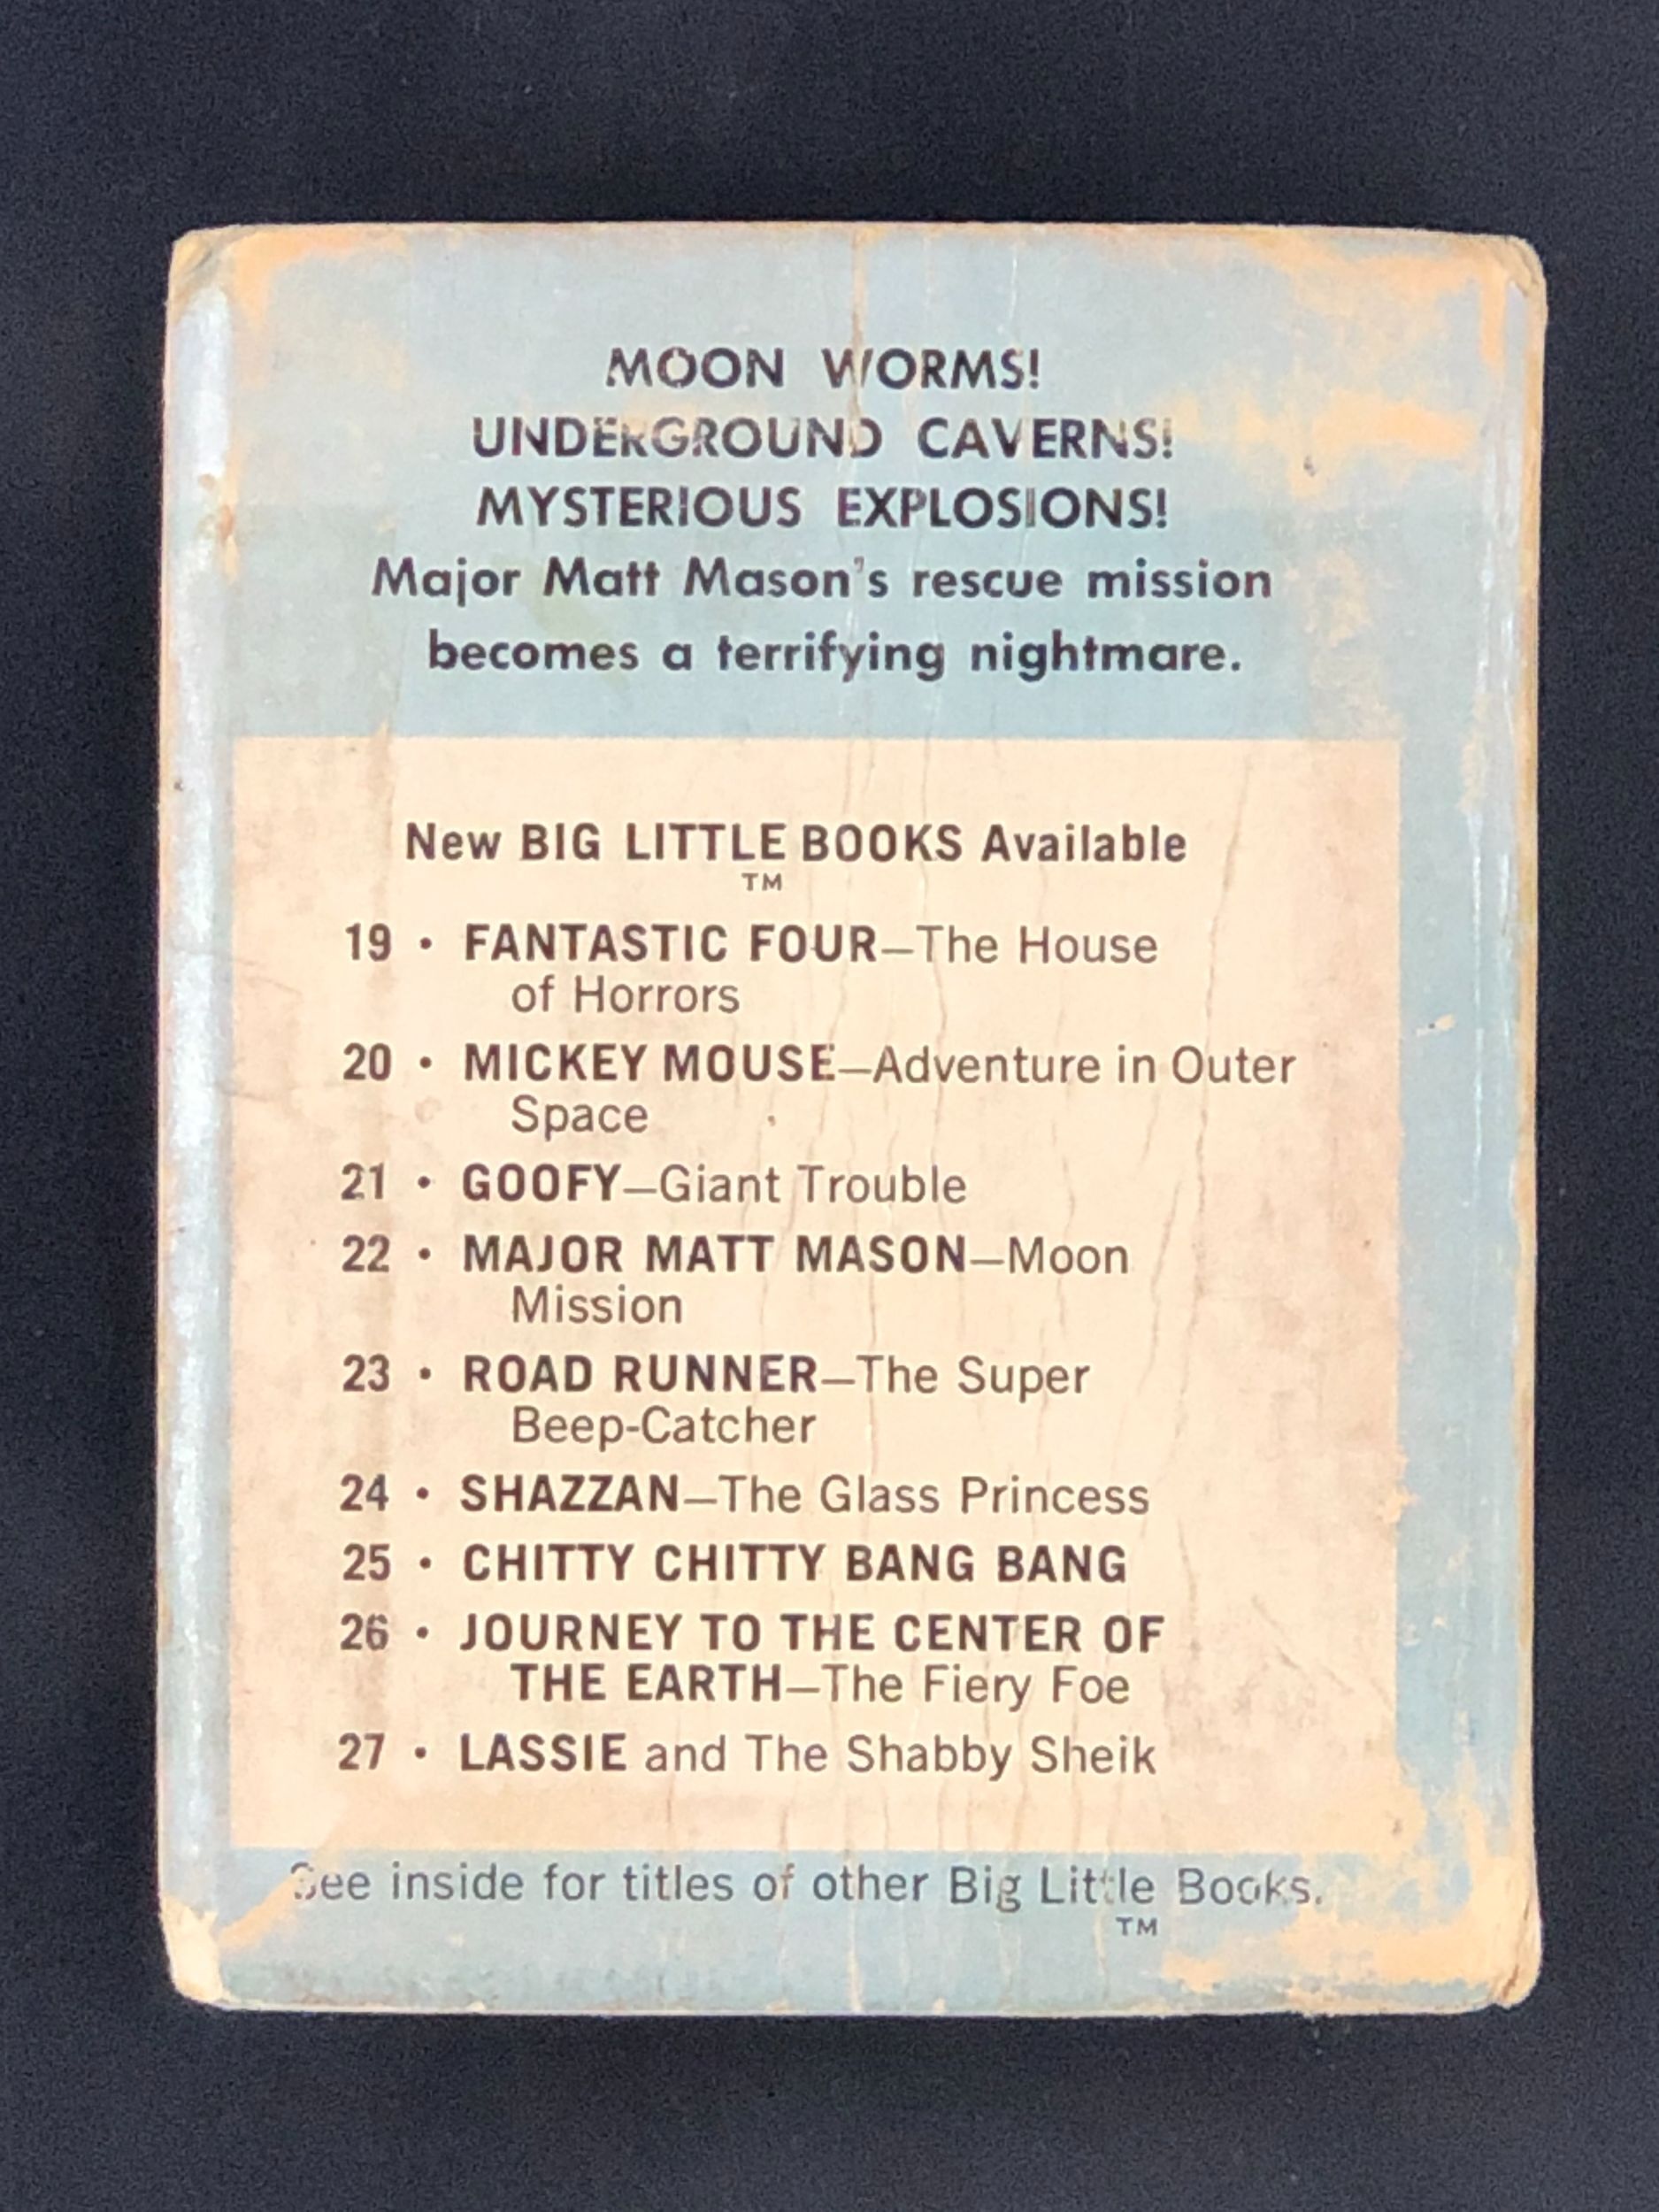 MOON WORMS!
UNDERGROUND CAVERNS!
MYSTERIOUS EXPLOSIONS!
Major Matt Mason's rescue mission
becomes a terrifying nightmare.
New BIG LITTLE BOOKS Available
TM
19 • FANTASTIC FOUR—The House
of Horrors
20 • MICKEY MOUSE—Adventure in Outer
Space
21 • GOOFY—Giant Trouble
22 • MAJOR MATT MASON—Moon
Mission
23 • ROAD RUNNER—The Super
Beep-Catcher
24 • SHAZZAN—The Glass Princess
25 • CHITTY CHITTY BANG BANG
26 • JOURNEY TO THE CENTER OF
THE EARTH—The Fiery Foe
27 • LASSIE and The Shabby Sheik
See inside for titles of other Big Little Books.
TM